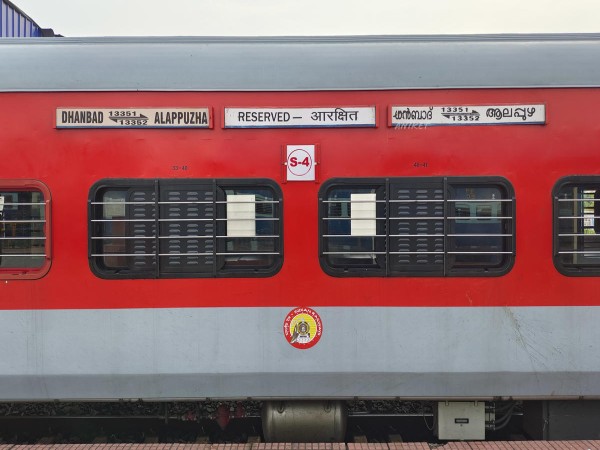 DHANBAD 13351 13352 ALAPPUZHA
RESERVED — आरक्षित
ധൻബാദ് 13351 13352 ആലപ്പുഴ
S-4